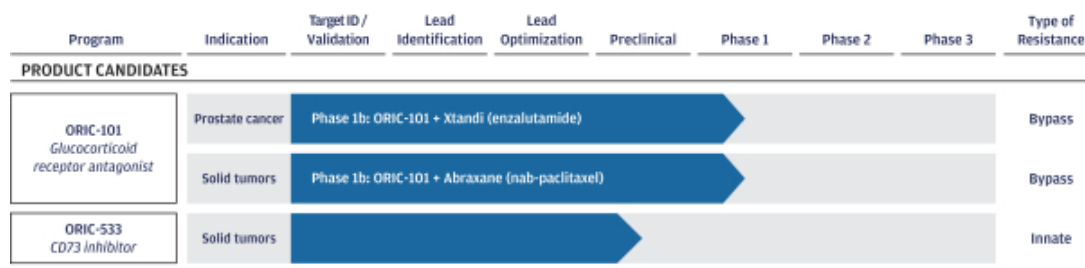 Program Indication Target ID / Validation Lead Identification Lead Optimization Preclinical Phase 1 Phase 2 Phase 3 Type of Resistance
PRODUCT CANDIDATES
ORIC-101
Glucocorticoid
receptor antagonist
Prostate cancer Phase 1b: ORIC-101 + Xtandi (enzalutamide) Bypass
Solid tumors Phase 1b: ORIC-101 + Abraxane (nab-paclitaxel) Bypass
ORIC-533
CD73 inhibitor
Solid tumors Innate